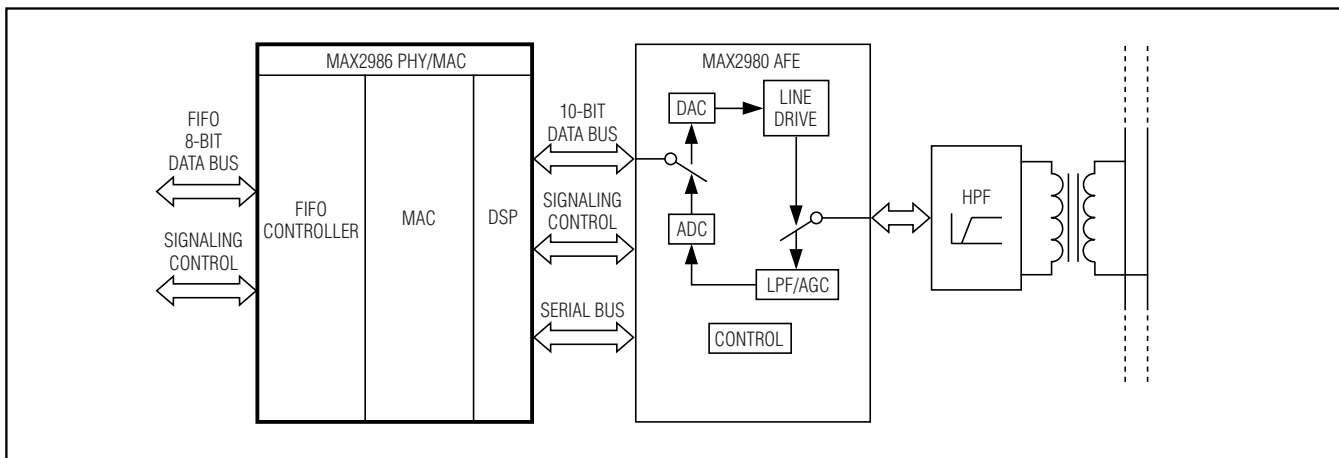 MAX2986 PHY/MAC
FIFO
8-BIT
DATA BUS
SIGNALING
CONTROL
FIFO
CONTROLLER
MAC
DSP
10-BIT
DATA BUS
SIGNALING
CONTROL
SERIAL BUS
MAX2980 AFE
DAC
LINE
DRIVE
ADC
LPF/AGC
CONTROL
HPF